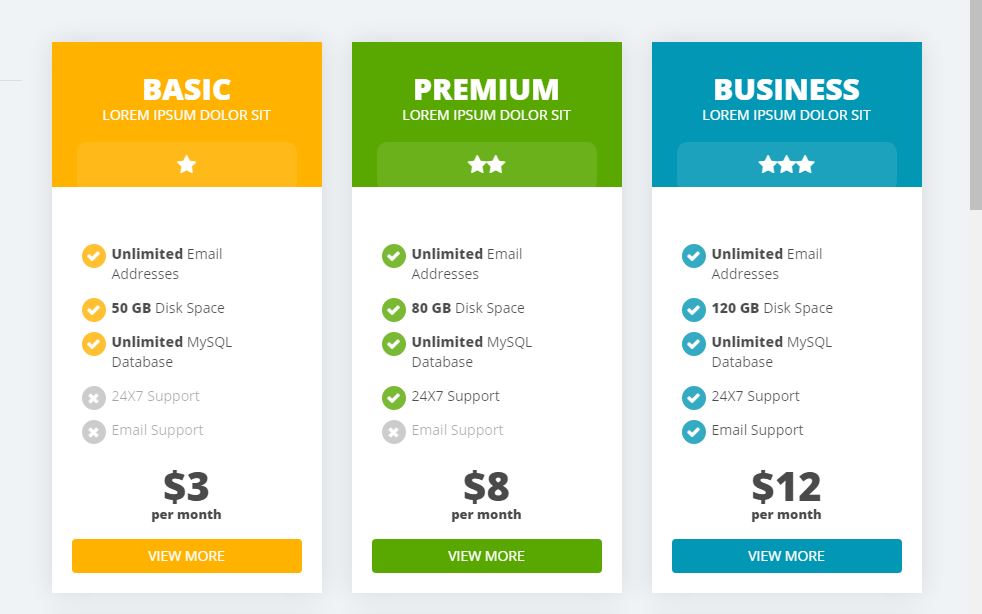 BASIC
LOREM IPSUM DOLOR SIT
Unlimited Email
Addresses
50 GB Disk Space
Unlimited MySQL
Database
24X7 Support
Email Support
$3
per month
VIEW MORE
PREMIUM
LOREM IPSUM DOLOR SIT
Unlimited Email
Addresses
80 GB Disk Space
Unlimited MySQL
Database
24X7 Support
Email Support
$8
per month
VIEW MORE
BUSINESS
LOREM IPSUM DOLOR SIT
Unlimited Email
Addresses
120 GB Disk Space
Unlimited MySQL
Database
24X7 Support
Email Support
$12
per month
VIEW MORE